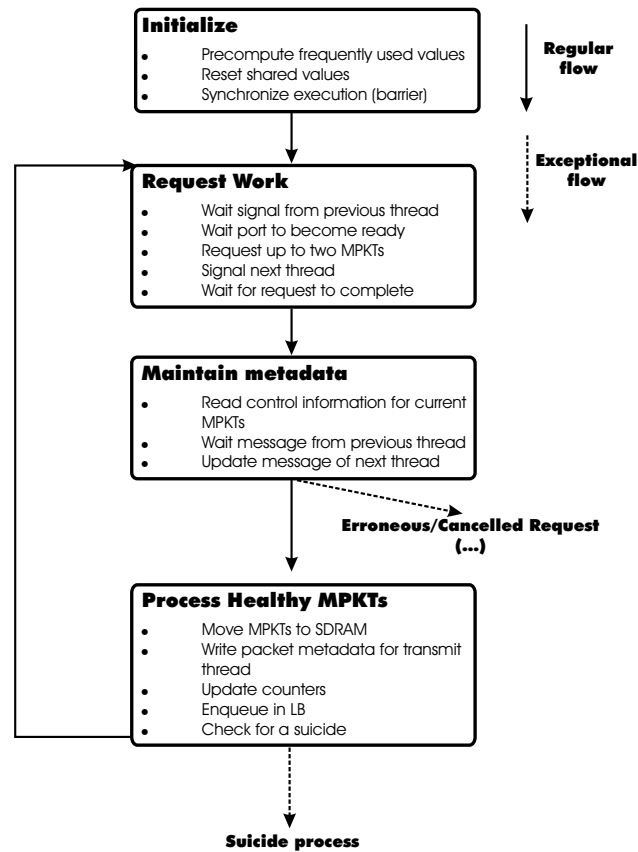 Initialize
• Precompute frequently used values
• Reset shared values
• Synchronize execution (barrier)
Regular
flow
Exceptional
flow
Request Work
• Wait signal from previous thread
• Wait port to become ready
• Request up to two MPKTs
• Signal next thread
• Wait for request to complete
Maintain metadata
• Read control information for current
MPKTs
• Wait message from previous thread
• Update message of next thread
Erroneous/Cancelled Request
(...)
Process Healthy MPKTs
• Move MPKTs to SDRAM
• Write packet metadata for transmit
thread
• Update counters
• Enqueue in LB
• Check for a suicide
Suicide process